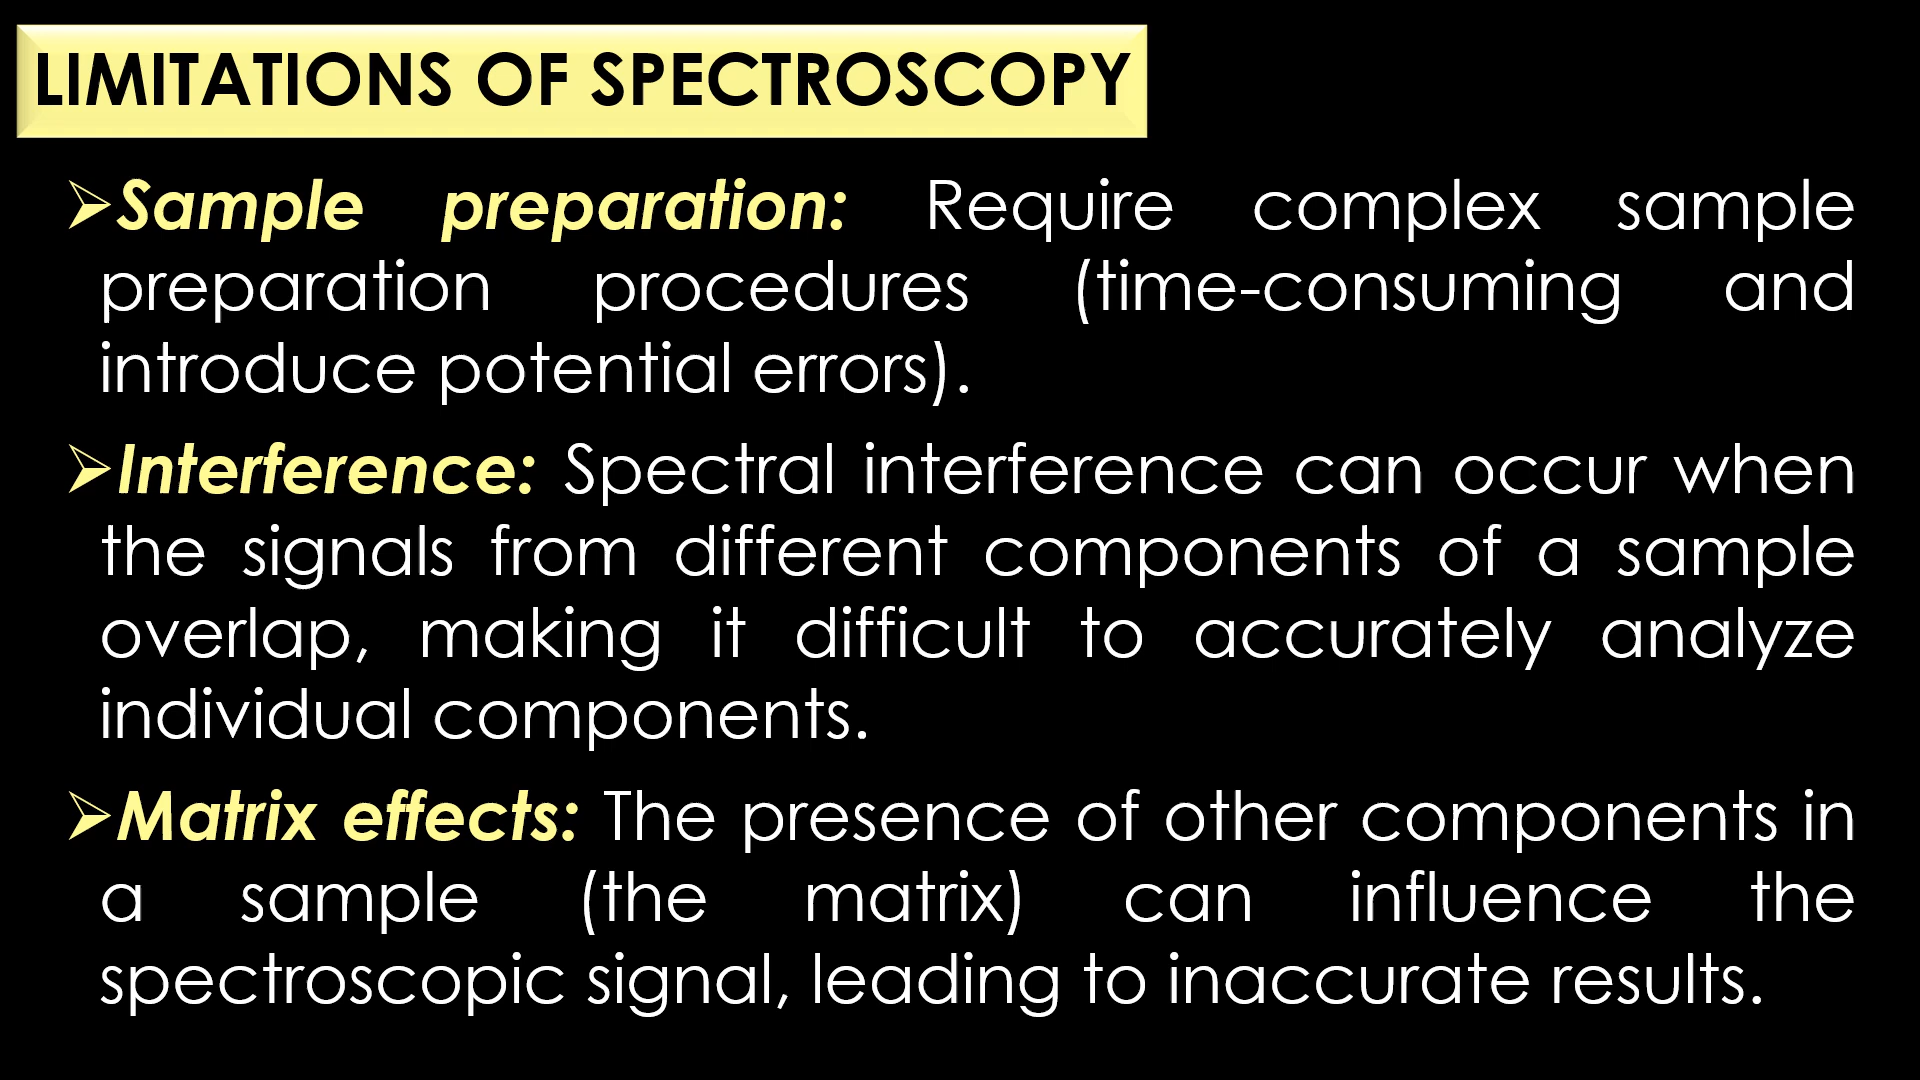 LIMITATIONS OF SPECTROSCOPY
➢Sample preparation: Require complex sample
preparation procedures (time-consuming and
introduce potential errors).
➢Interference: Spectral interference can occur when
the signals from different components of a sample
overlap, making it difficult to accurately analyze
individual components.
➢Matrix effects: The presence of other components in
a sample (the matrix) can influence the
spectroscopic signal, leading to inaccurate results.